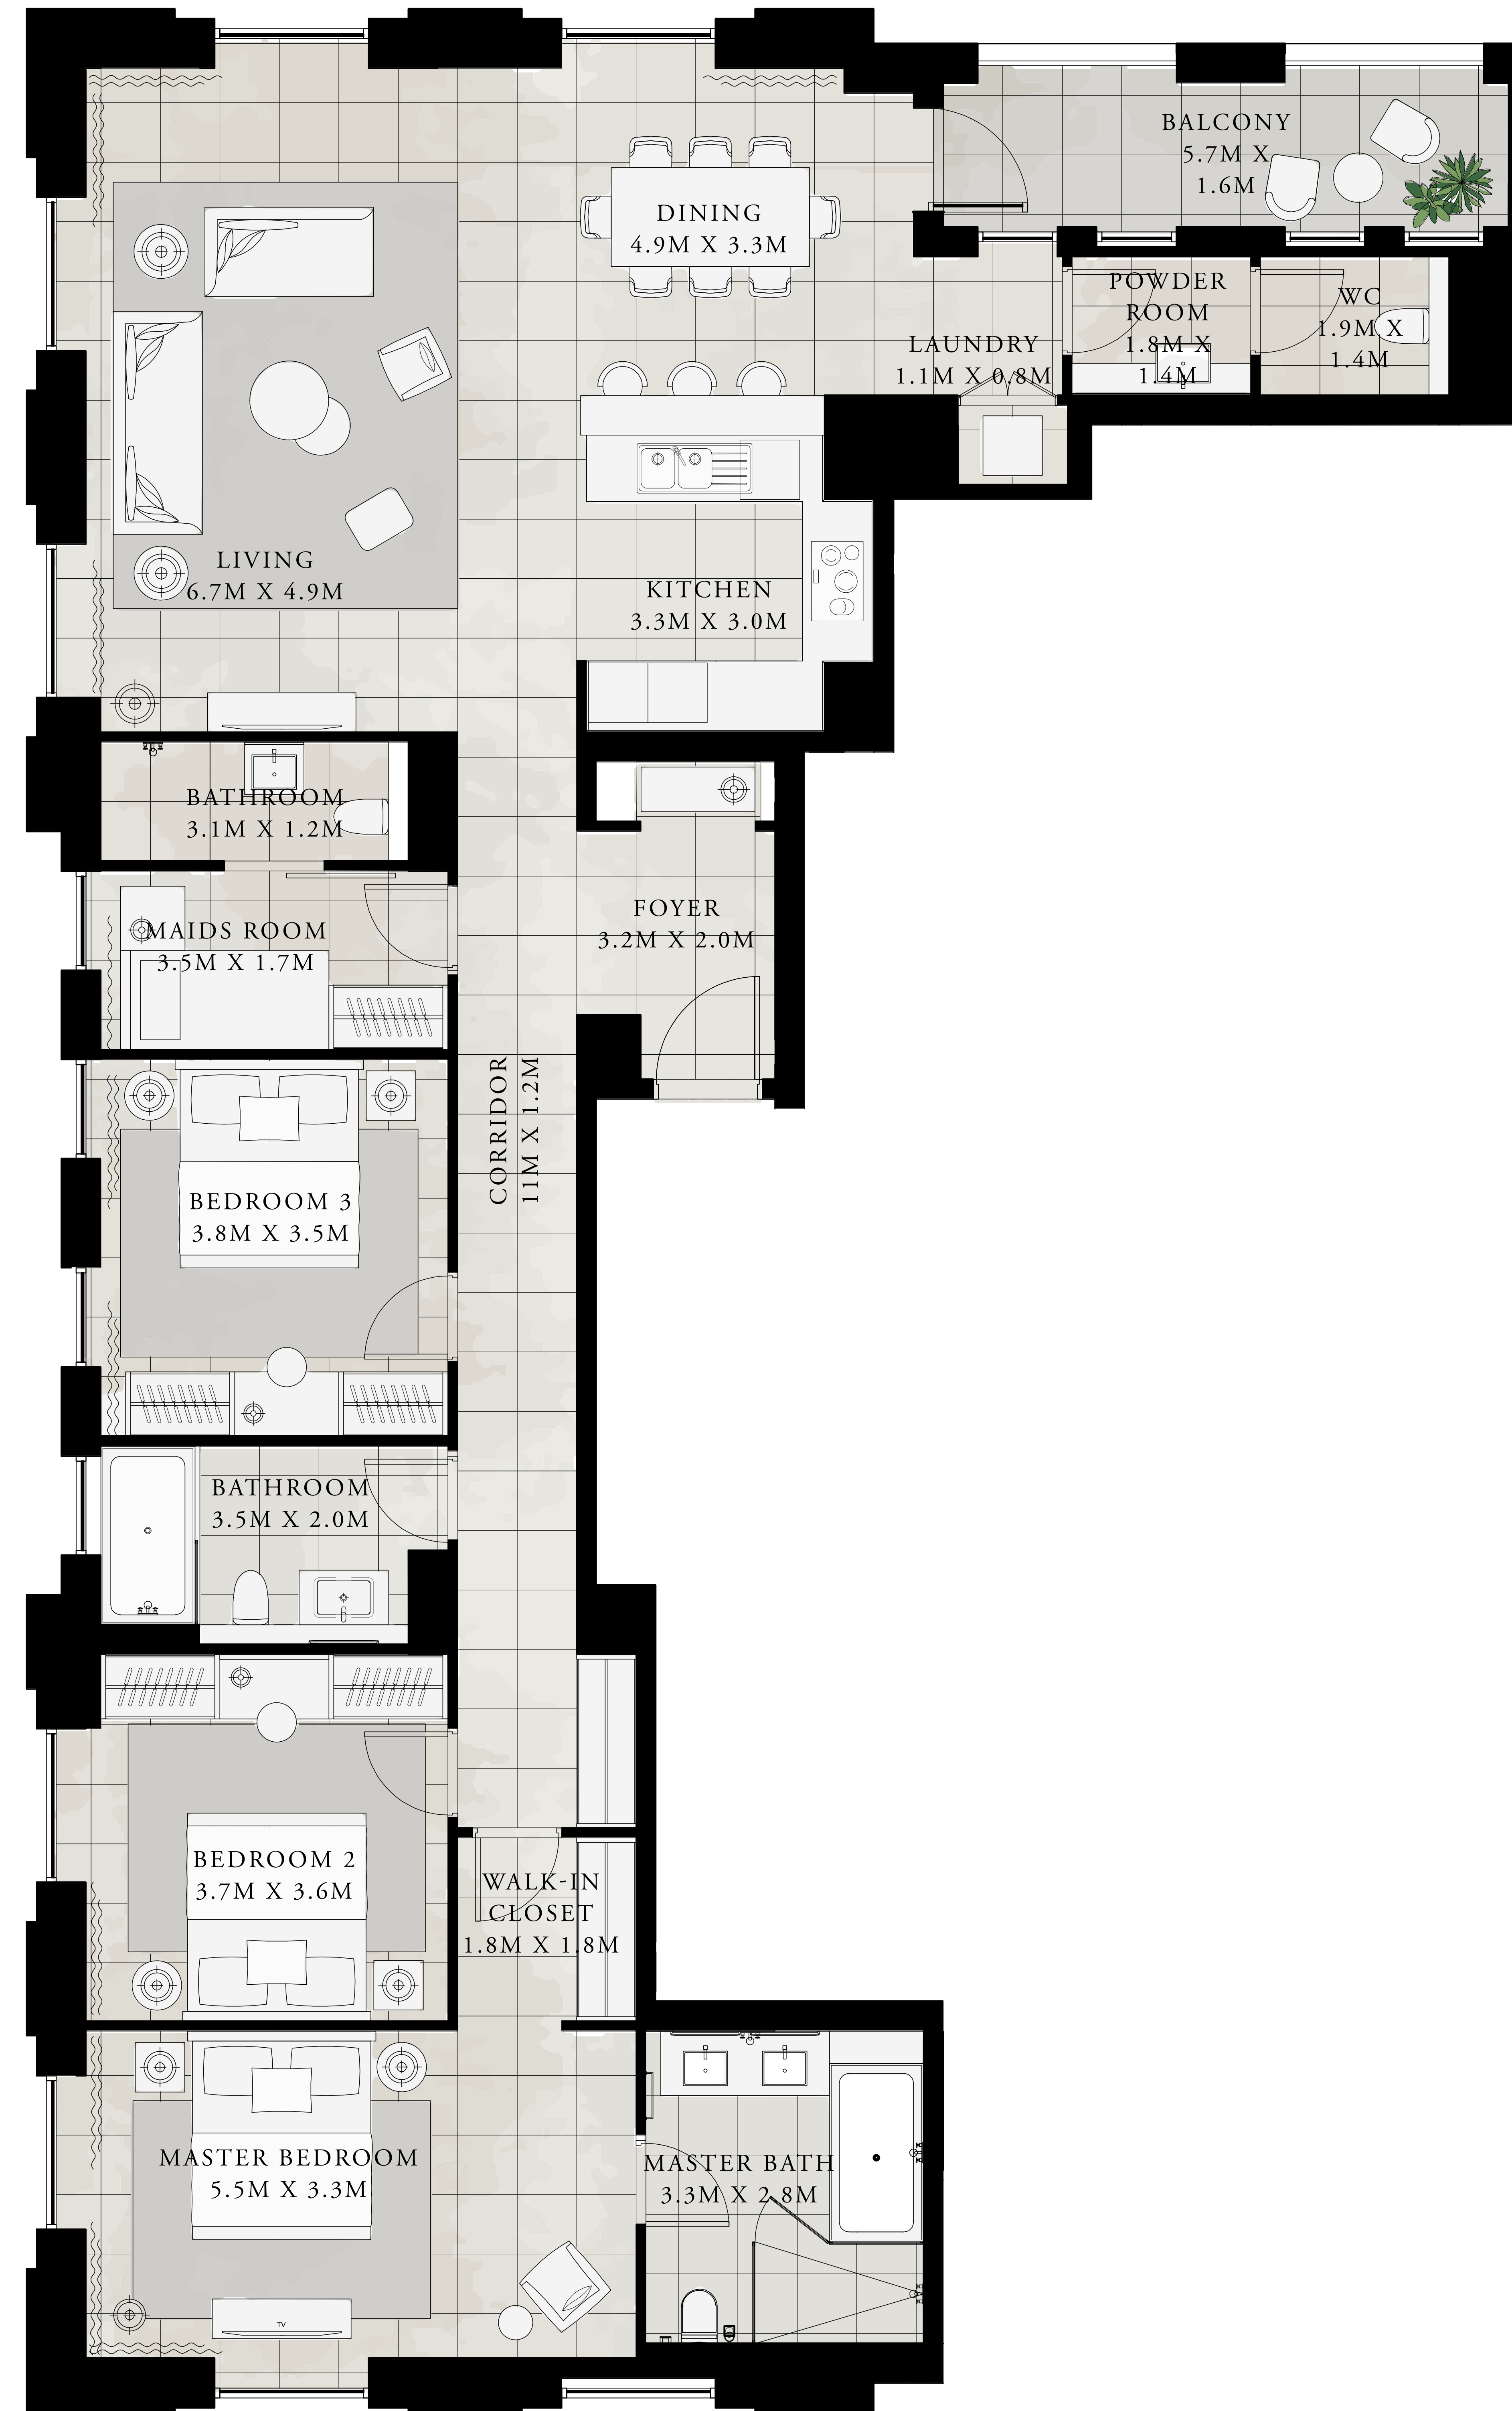 BALCONY
5.7M X
1.6M
DINING
4.9M X 3.3M
POWDER
ROOM
1.8M X
1.4M
WC
1.9M X
1.4M
LAUNDRY
1.1M X 0.8M
LIVING
6.7M X 4.9M
KITCHEN
3.3M X 3.0M
BATHROOM
3.1M X 1.2M
MAIDS ROOM
3.5M X 1.7M
FOYER
3.2M X 2.0M
CORRIDOR
11M X 1.2M
BEDROOM 3
3.8M X 3.5M
BATHROOM
3.5M X 2.0M
BEDROOM 2
3.7M X 3.6M
WALK-IN
CLOSET
1.8M X 1.8M
MASTER BEDROOM
5.5M X 3.3M
MASTER BATH
3.3M X 2.8M
TV